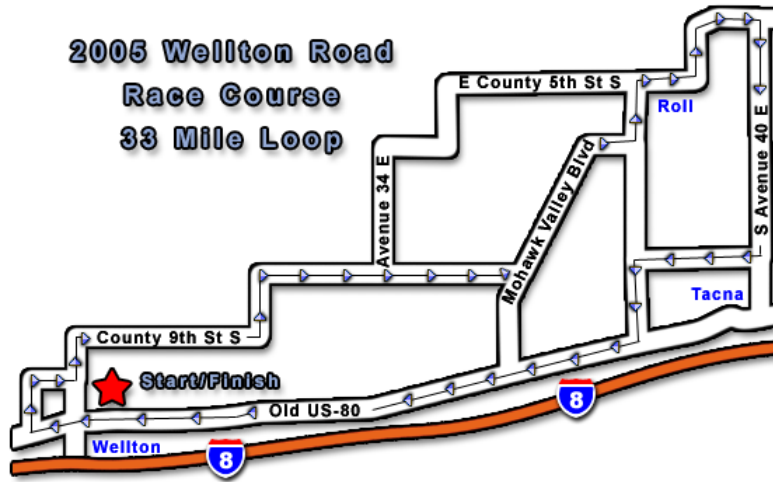 2005 Wellton Road
Race Course
33 Mile Loop
E County 5th St S
Roll
Avenue 34 E
Mohawk Valley Blvd
S Avenue 40 E
Tacna
County 9th St S
Start/Finish
Old US-80
8
Wellton
8